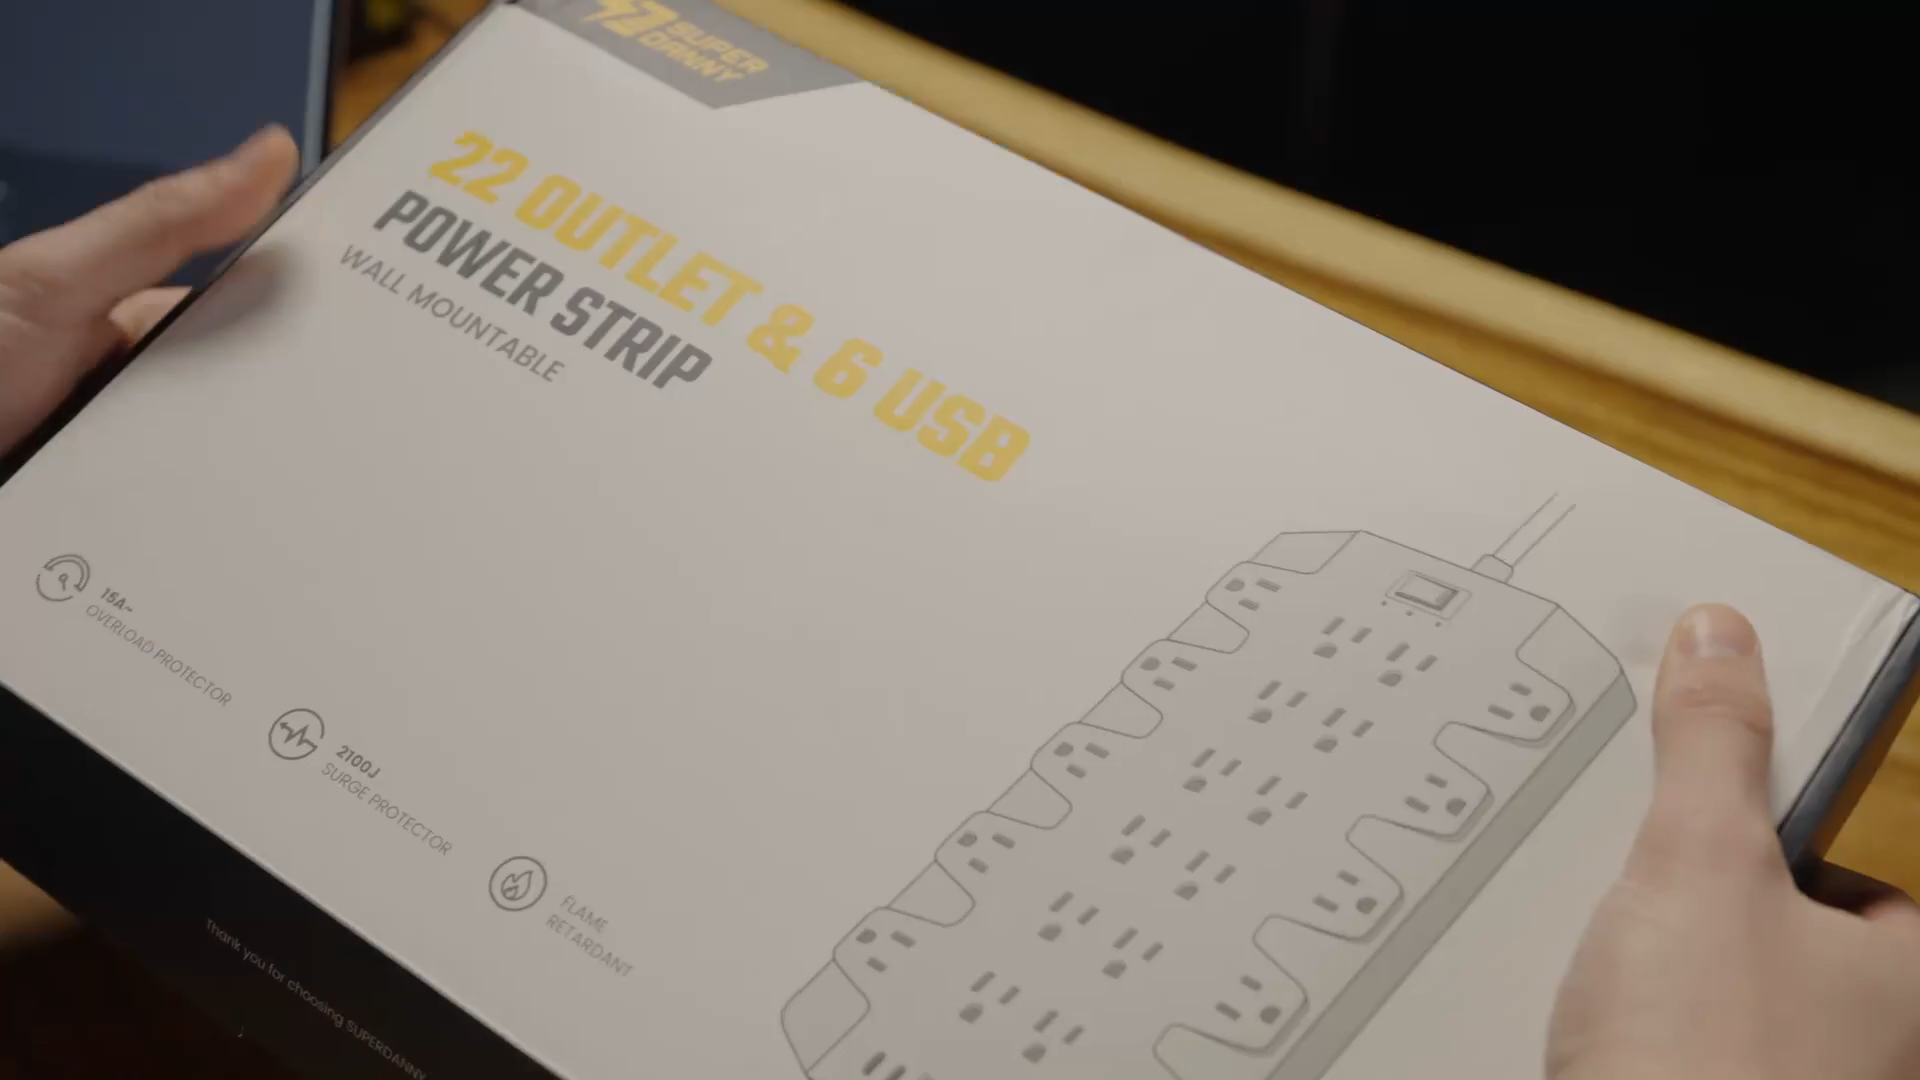 SUPER
DANNY
22 OUTLET & 6 USB
POWER STRIP
WALL MOUNTABLE
15A~
OVERLOAD PROTECTOR
2100J
SURGE PROTECTOR
FLAME
RETARDANT
Thank you for choosing SUPERDANNY